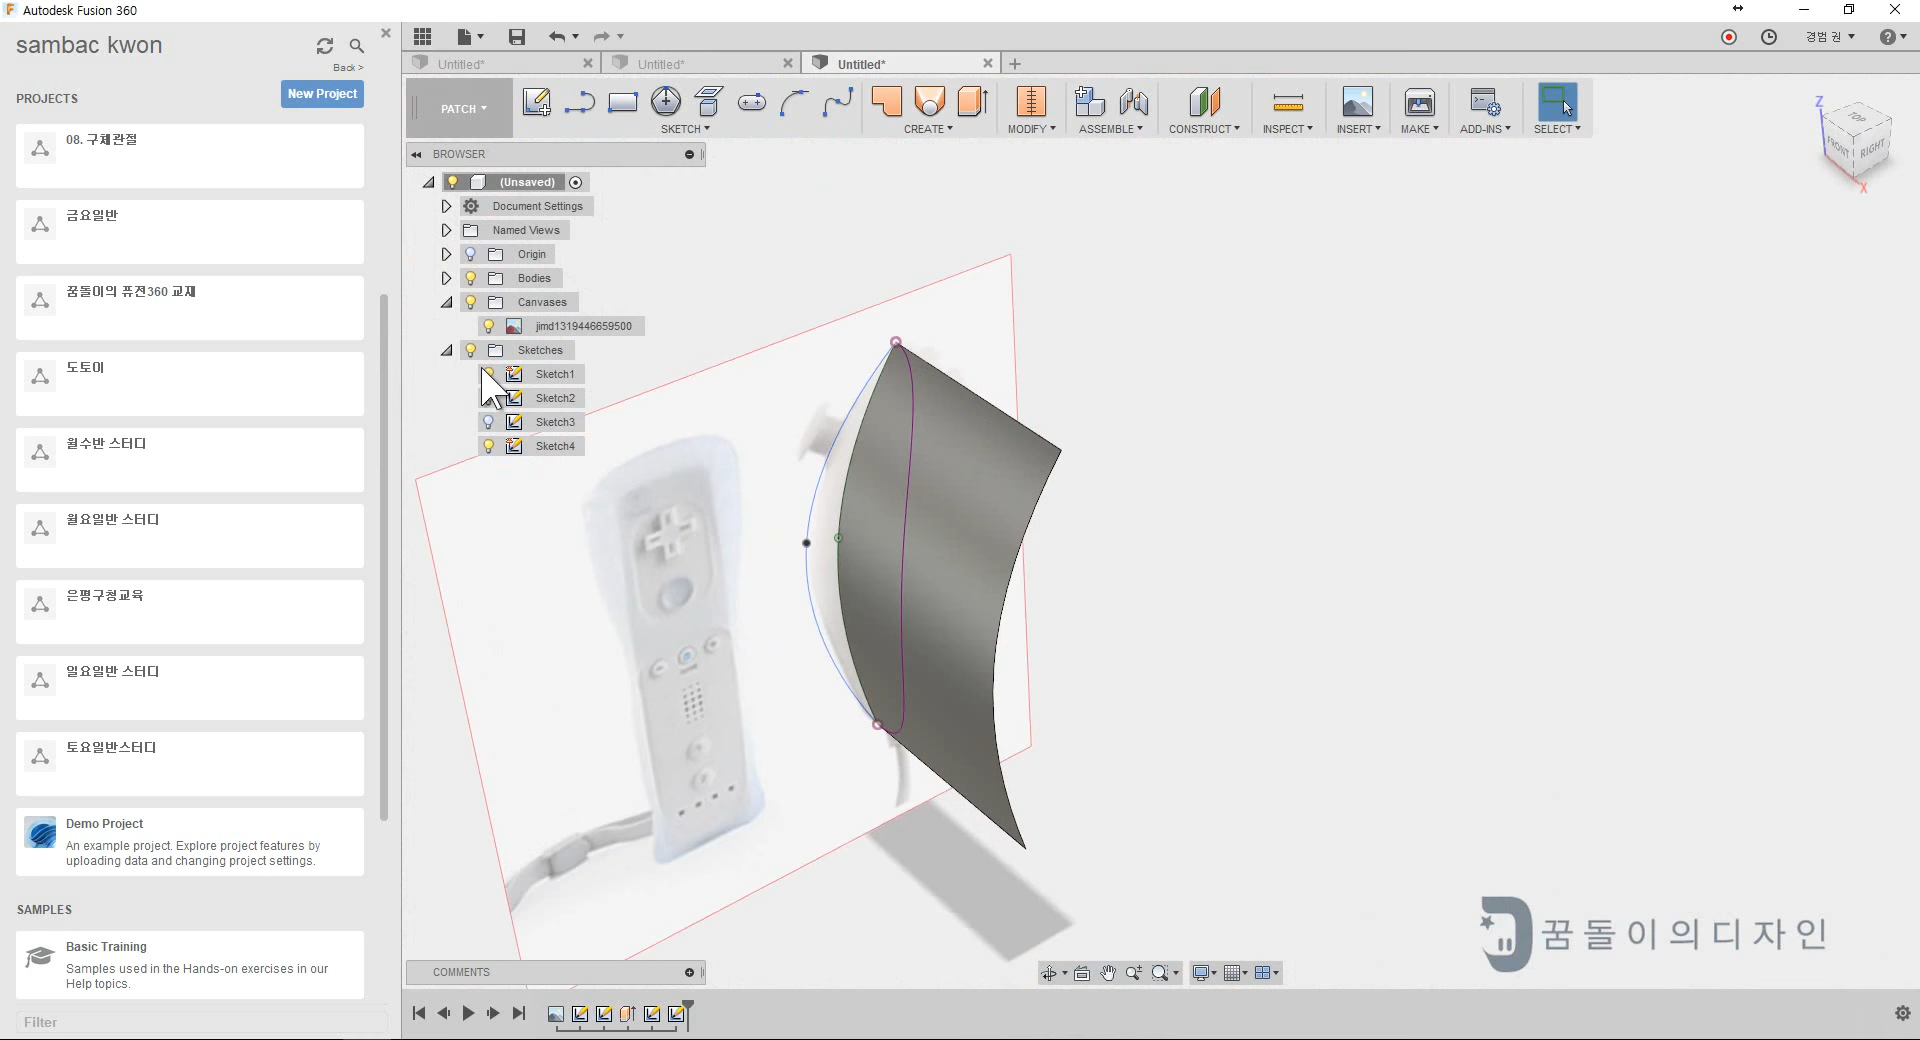 Autodesk Fusion 360
sambac kwon
Back >
PROJECTS
New Project
08. 구체관절
금요일반
꿈돌이의 퓨전360 교재
도토이
월수반 스터디
월요일반 스터디
은평구청교육
일요일반 스터디
토요일반스터디
Demo Project
An example project. Explore project features by
uploading data and changing project settings.
SAMPLES
Basic Training
Samples used in the Hands-on exercises in our
Help topics.
Filter
경범 권
Untitled*
Untitled*
Untitled*
PATCH
SKETCH
CREATE
MODIFY
ASSEMBLE
CONSTRUCT
INSPECT
INSERT
MAKE
ADD-INS
SELECT
BROWSER
(Unsaved)
Document Settings
Named Views
Origin
Bodies
Canvases
jimd1319446659500
Sketches
Sketch1
Sketch2
Sketch3
Sketch4
Z
TOP
FRONT
RIGHT
X
꿈돌이의디자인
COMMENTS